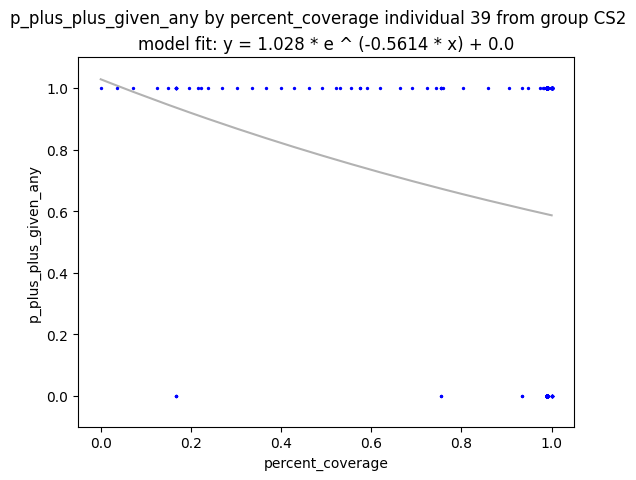 p_plus_plus_given_any by percent_coverage individual 39 from group CS2
model fit: y = 1.028 * e ^ (-0.5614 * x) + 0.0
p_plus_plus_given_any
1.0
0.8
0.6
0.4
0.2
0.0
0.0 0.2 0.4 0.6 0.8 1.0
percent_coverage